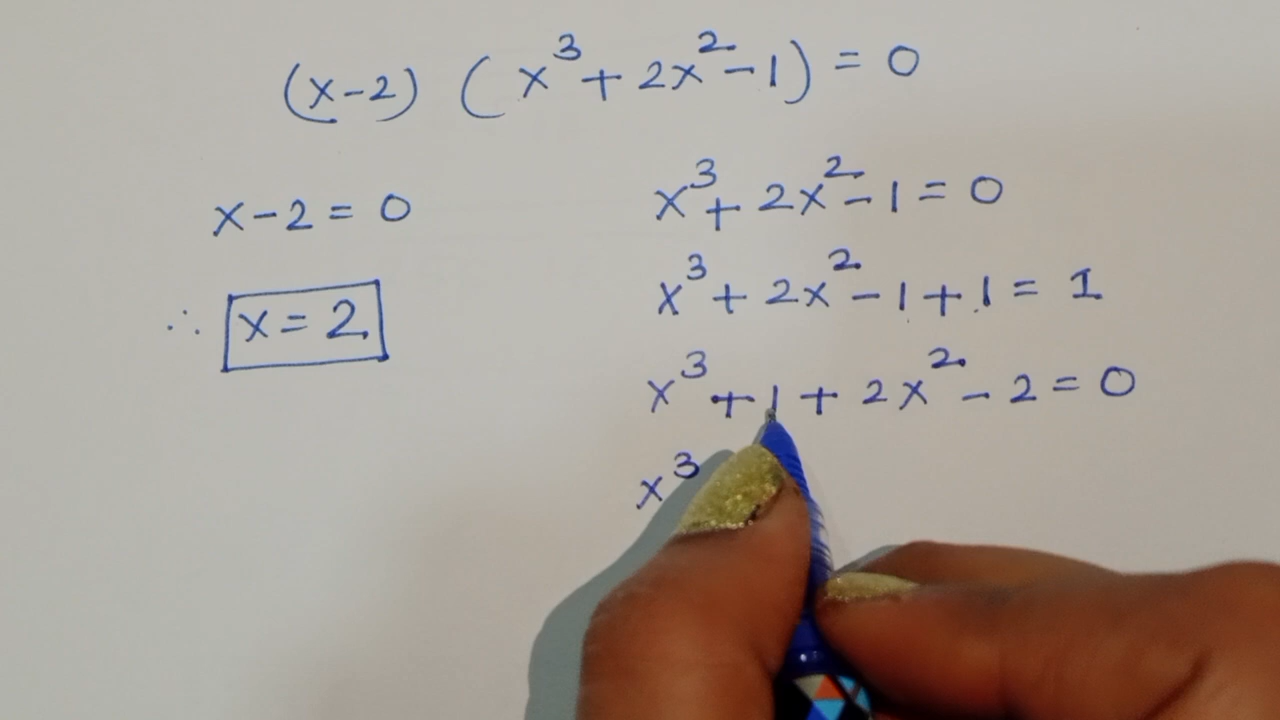 (x-2) (x³+2x²-1) = 0
x-2 = 0
∴ x = 2
x³+2x²-1 = 0
x³+2x²-1+1 = 1
x³+1+2x²-2 = 0
x³